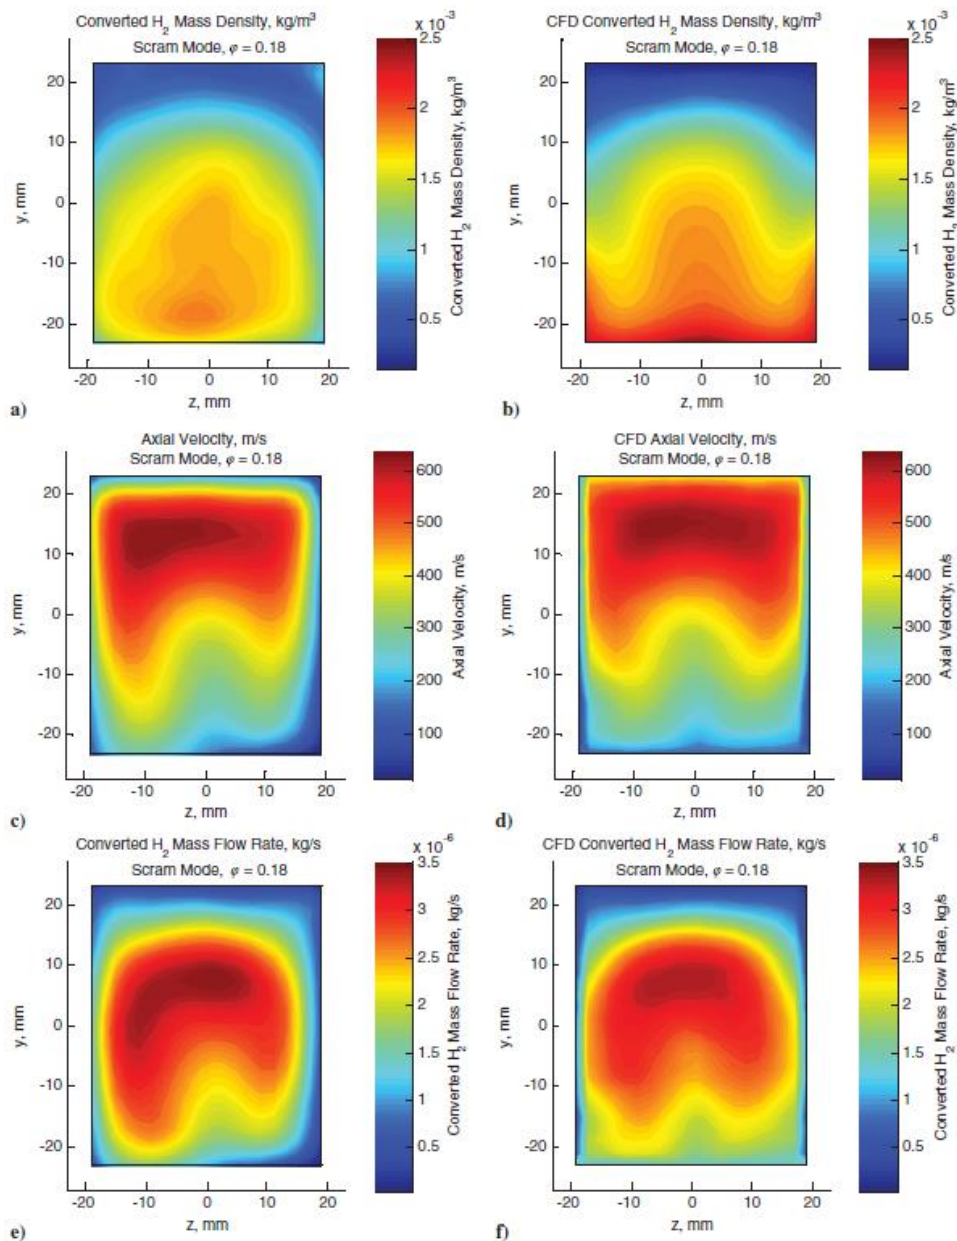 Converted H₂ Mass Density, kg/m³
Scram Mode, φ = 0.18
x 10⁻³
20
10
0
-10
-20
y, mm
-20 -10 0 10 20
z, mm
2.5
2
1.5
1
0.5
Converted H₂ Mass Density, kg/m³
a)
CFD Converted H₂ Mass Density, kg/m³
Scram Mode, φ = 0.18
x 10⁻³
20
10
0
-10
-20
y, mm
-20 -10 0 10 20
z, mm
2.5
2
1.5
1
0.5
Converted H₂ Mass Density, kg/m³
b)
Axial Velocity, m/s
Scram Mode, φ = 0.18
20
10
0
-10
-20
y, mm
-20 -10 0 10 20
z, mm
600
500
400
300
200
100
Axial Velocity, m/s
c)
CFD Axial Velocity, m/s
Scram Mode, φ = 0.18
20
10
0
-10
-20
y, mm
-20 -10 0 10 20
z, mm
600
500
400
300
200
100
Axial Velocity, m/s
d)
Converted H₂ Mass Flow Rate, kg/s
Scram Mode, φ = 0.18
x 10⁻⁶
20
10
0
-10
-20
y, mm
-20 -10 0 10 20
z, mm
3.5
3
2.5
2
1.5
1
0.5
Converted H₂ Mass Flow Rate, kg/s
e)
CFD Converted H₂ Mass Flow Rate, kg/s
Scram Mode, φ = 0.18
x 10⁻⁶
20
10
0
-10
-20
y, mm
-20 -10 0 10 20
z, mm
3.5
3
2.5
2
1.5
1
0.5
Converted H₂ Mass Flow Rate, kg/s
f)